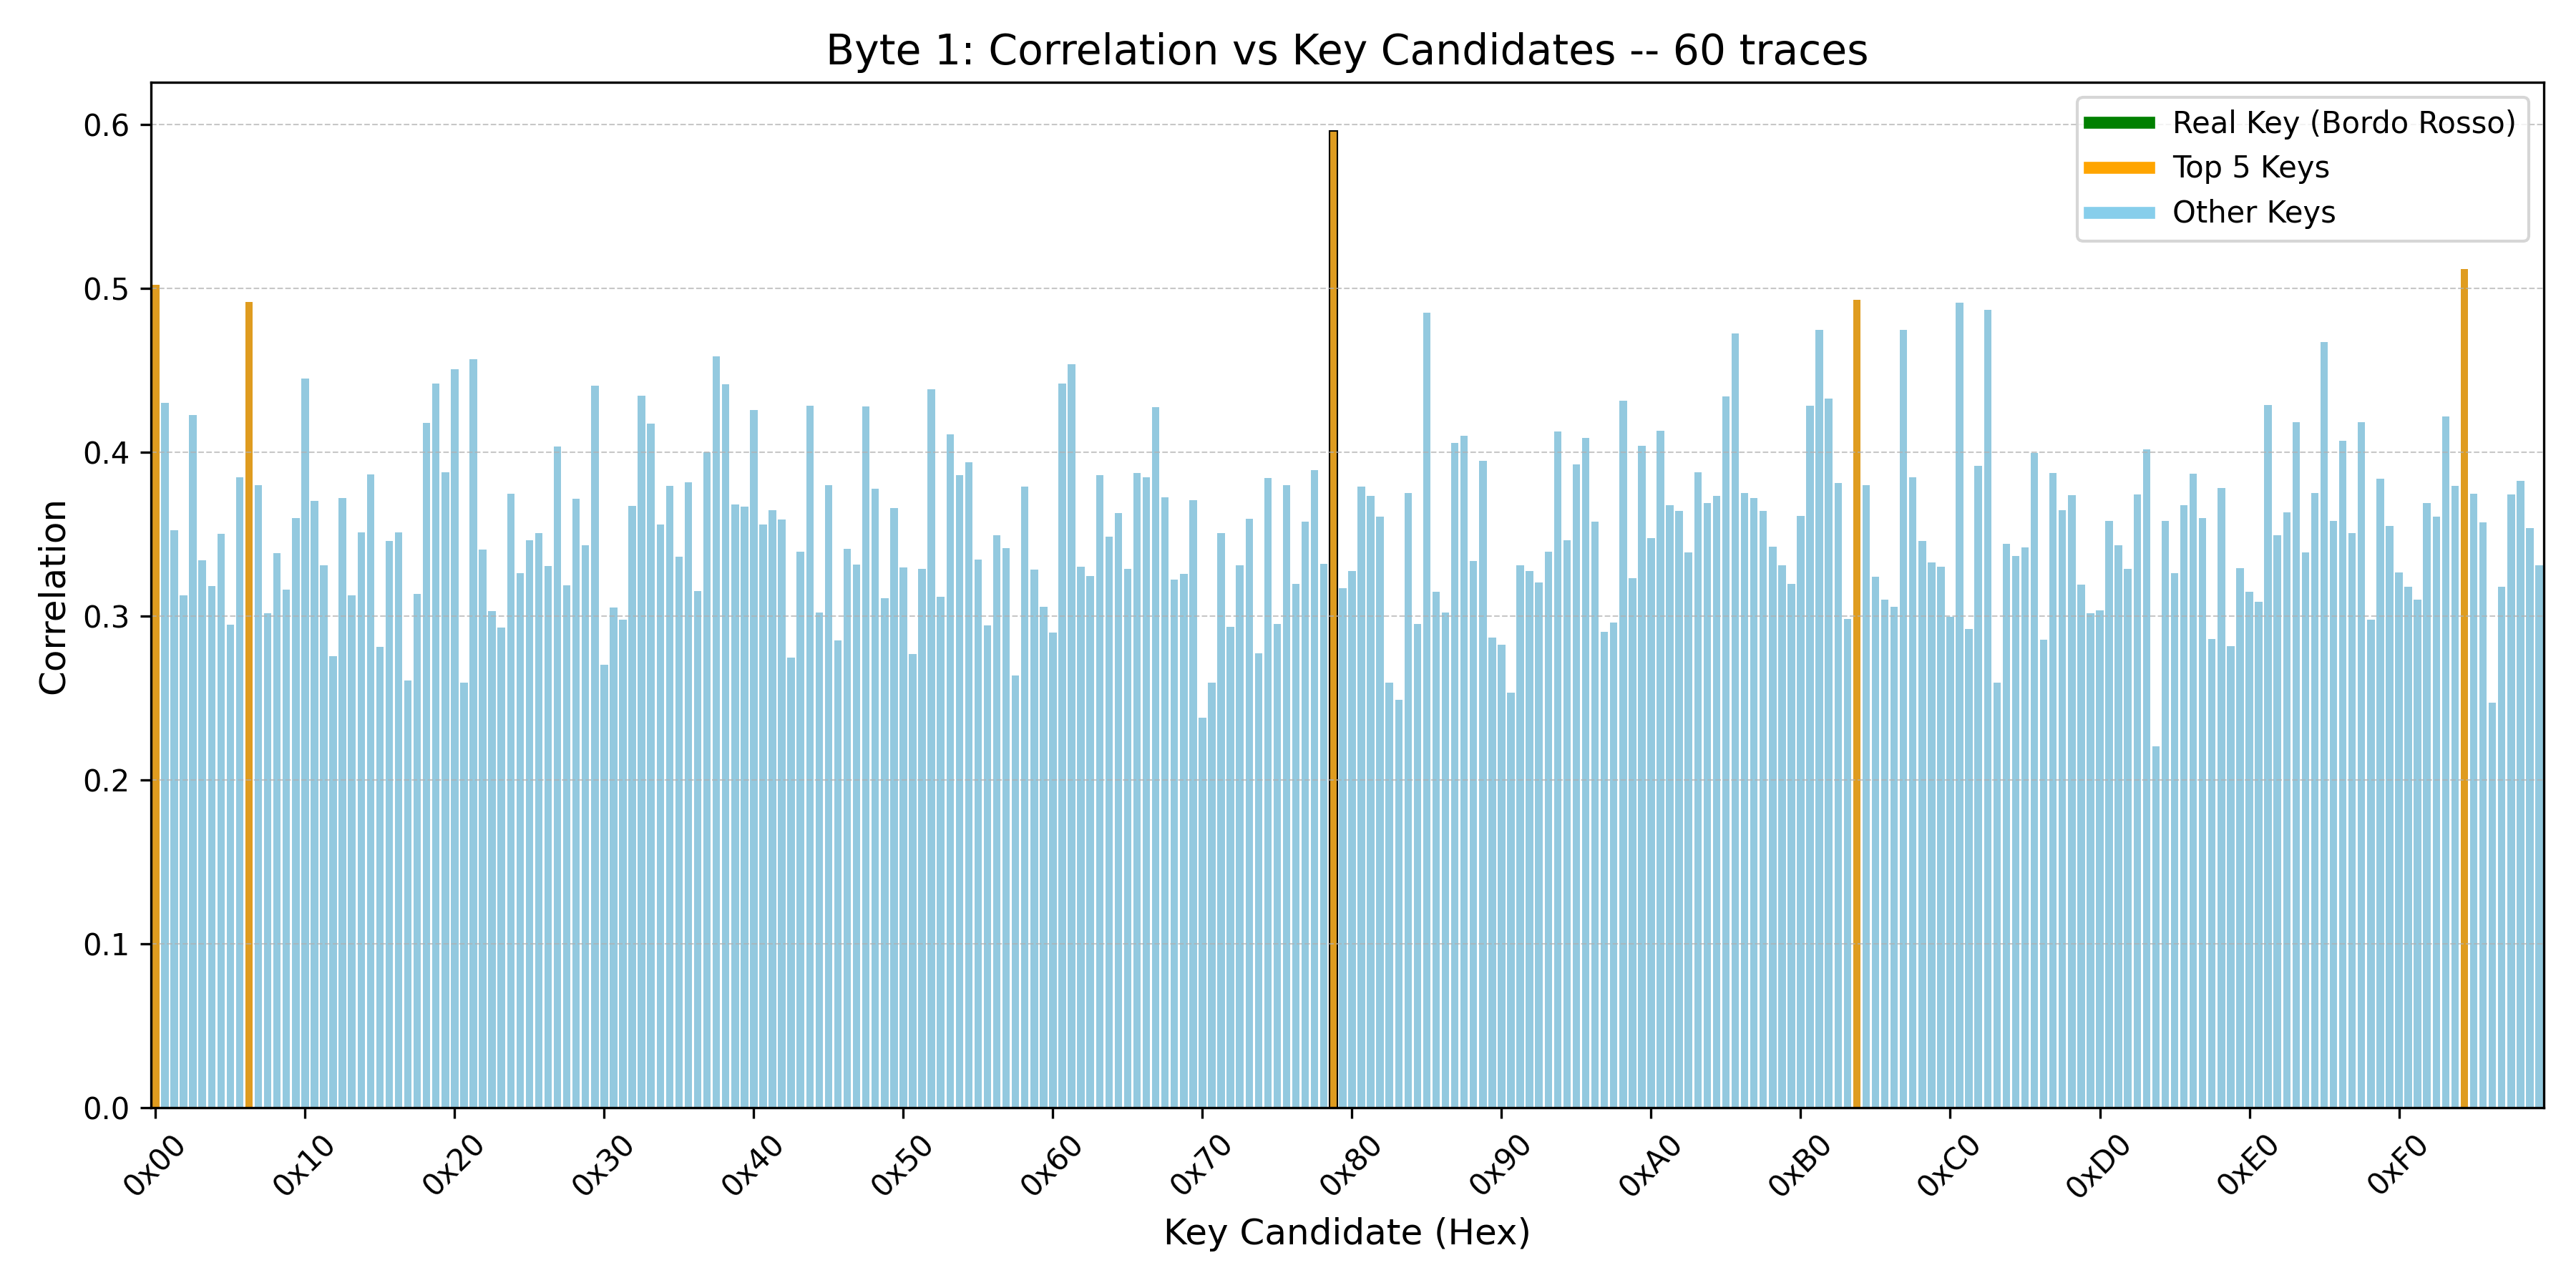 Byte 1: Correlation vs Key Candidates -- 60 traces
Real Key (Bordo Rosso)
Top 5 Keys
Other Keys
0.6
0.5
0.4
0.3
0.2
0.1
0.0
Correlation
0x00 0x10 0x20 0x30 0x40 0x50 0x60 0x70 0x80 0x90 0xA0 0xB0 0xC0 0xD0 0xE0 0xF0
Key Candidate (Hex)